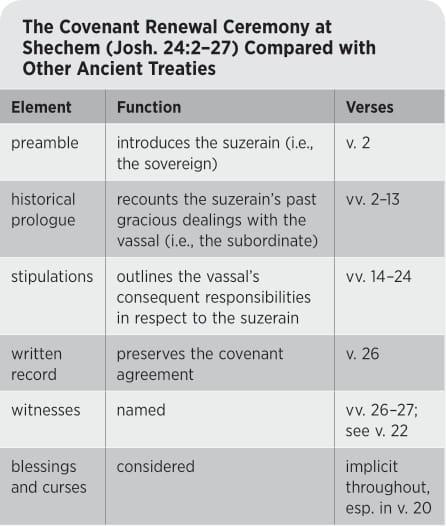 The Covenant Renewal Ceremony at
Shechem (Josh. 24:2–27) Compared with
Other Ancient Treaties
Element Function Verses
preamble introduces the suzerain (i.e., v. 2
the sovereign)
historical recounts the suzerain’s past vv. 2–13
prologue gracious dealings with the
vassal (i.e., the subordinate)
stipulations outlines the vassal’s vv. 14–24
consequent responsibilities
in respect to the suzerain
written preserves the covenant v. 26
record agreement
witnesses named vv. 26–27;
see v. 22
blessings considered implicit
and curses throughout,
esp. in v. 20